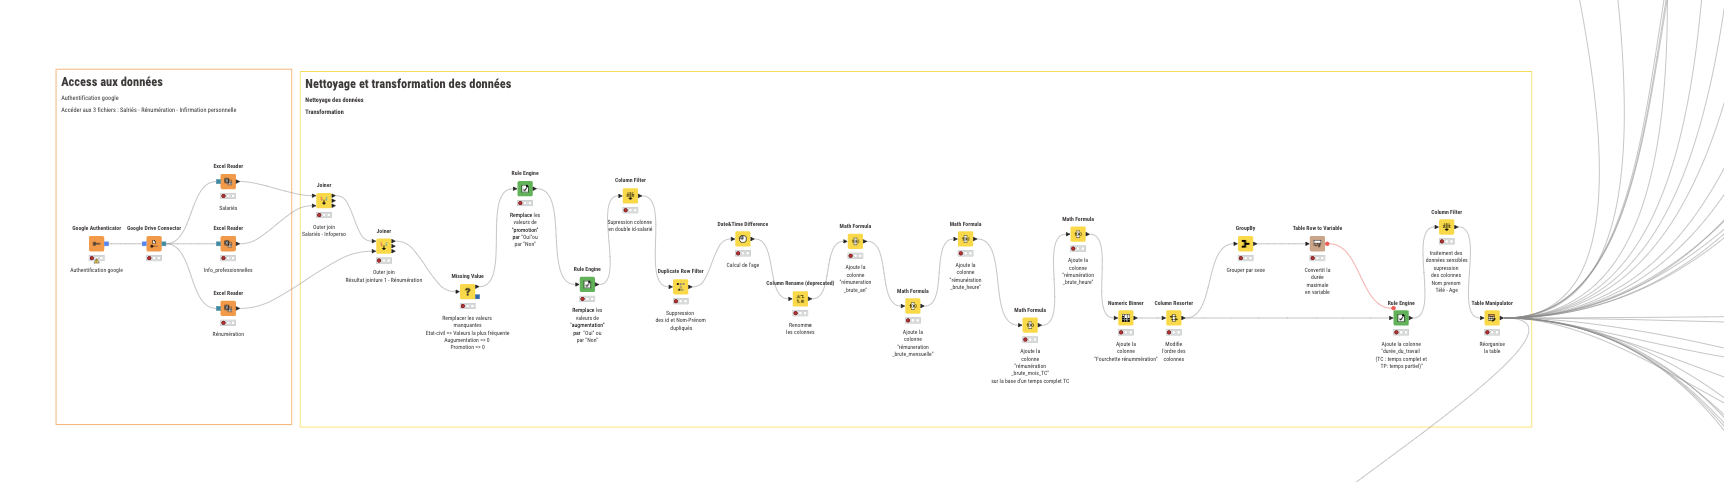 Access aux données
Authentification google
Accéder aux 3 fichiers : Salriés - Rénumération - Infirmation personnelle
Nettoyage et transformation des données
Nettoyage des données
Transformation
Google Authenticator
Authentification google
Google Drive Connector
Excel Reader
Salariés
Excel Reader
Info_professionnelles
Excel Reader
Rénumération
Joiner
Outer join
Salariés - Infoperso
Joiner
Outer join
Résultat jointure 1 - Rénumération
Missing Value
Remplacer les valeurs
manquantes
Etat-civil => Valeurs la plus fréquente
Augmentation => 0
Promotion => 0
Rule Engine
Remplace les
valeurs de
"promotion"
par "Oui"ou
par "Non"
Rule Engine
Remplace les
valeurs de
"augmentation"
par "Oui" ou
par "Non"
Column Filter
Supression colonne
en double id-salarié
Duplicate Row Filter
Suppression
des id et Nom-Prénom
dupliqués
Date&Time Difference
Calcul de l'age
Column Rename (deprecated)
Renomme
les colonnes
Math Formula
Ajoute la
colonne
"rémuneration
_brute_an"
Math Formula
Ajoute la
colonne
"rémuneration
_brute_mensuelle"
Math Formula
Ajoute la
colonne
"rémunération
_brute_heure"
Math Formula
Ajoute la
colonne
"rémunération
_brute_mois_TC"
sur la base d'un temps complet TC
Math Formula
Ajoute la
colonne
"rémunération
_brute_heure"
Numeric Binner
Ajoute la
colonne
"Fourchette rénumération"
Column Resorter
Modifie
l'ordre des
colonnes
GroupBy
Grouper par sexe
Table Row to Variable
Convertit la
durée
maximale
en variable
Rule Engine
Ajoute la colonne
"durée_du_travail
(TC : temps complet et
TP: temps partiel)"
Column Filter
traitement des
données sensibles
supression
des colonnes
Nom prenom
Télé - Age
Table Manipulator
Réorganise
la table